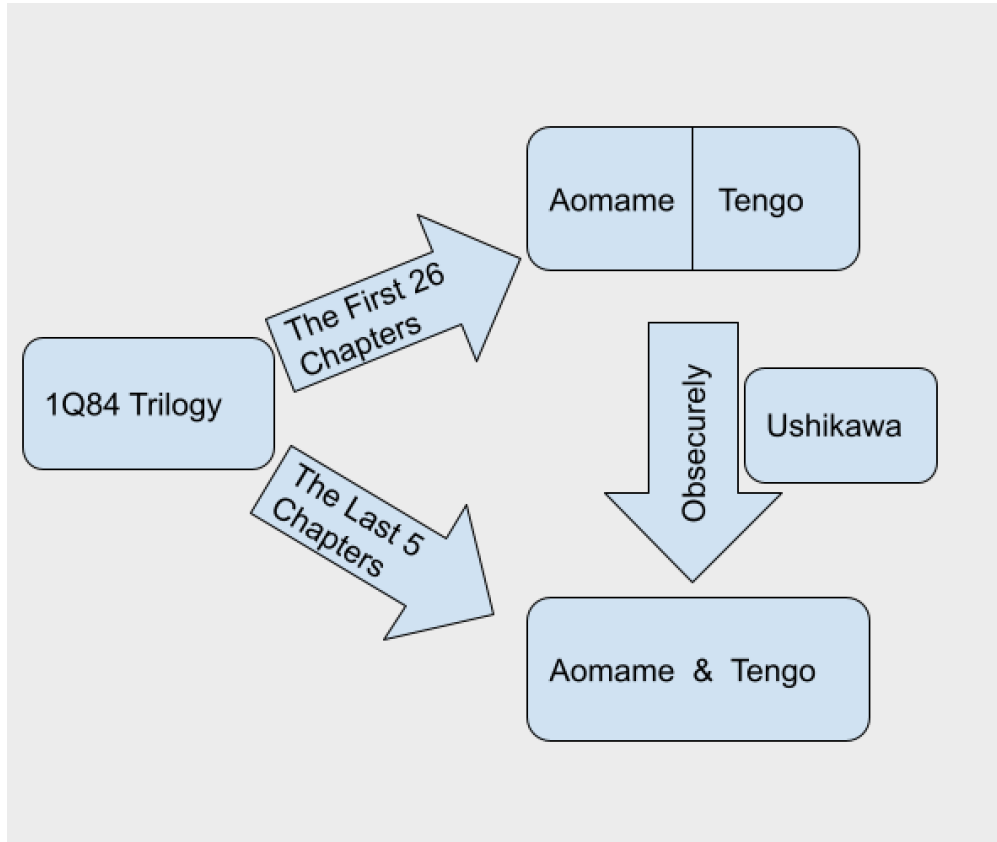 Aomame
Tengo
The First 26
Chapters
1Q84 Trilogy
Obsecurely
Ushikawa
The Last 5
Chapters
Aomame & Tengo